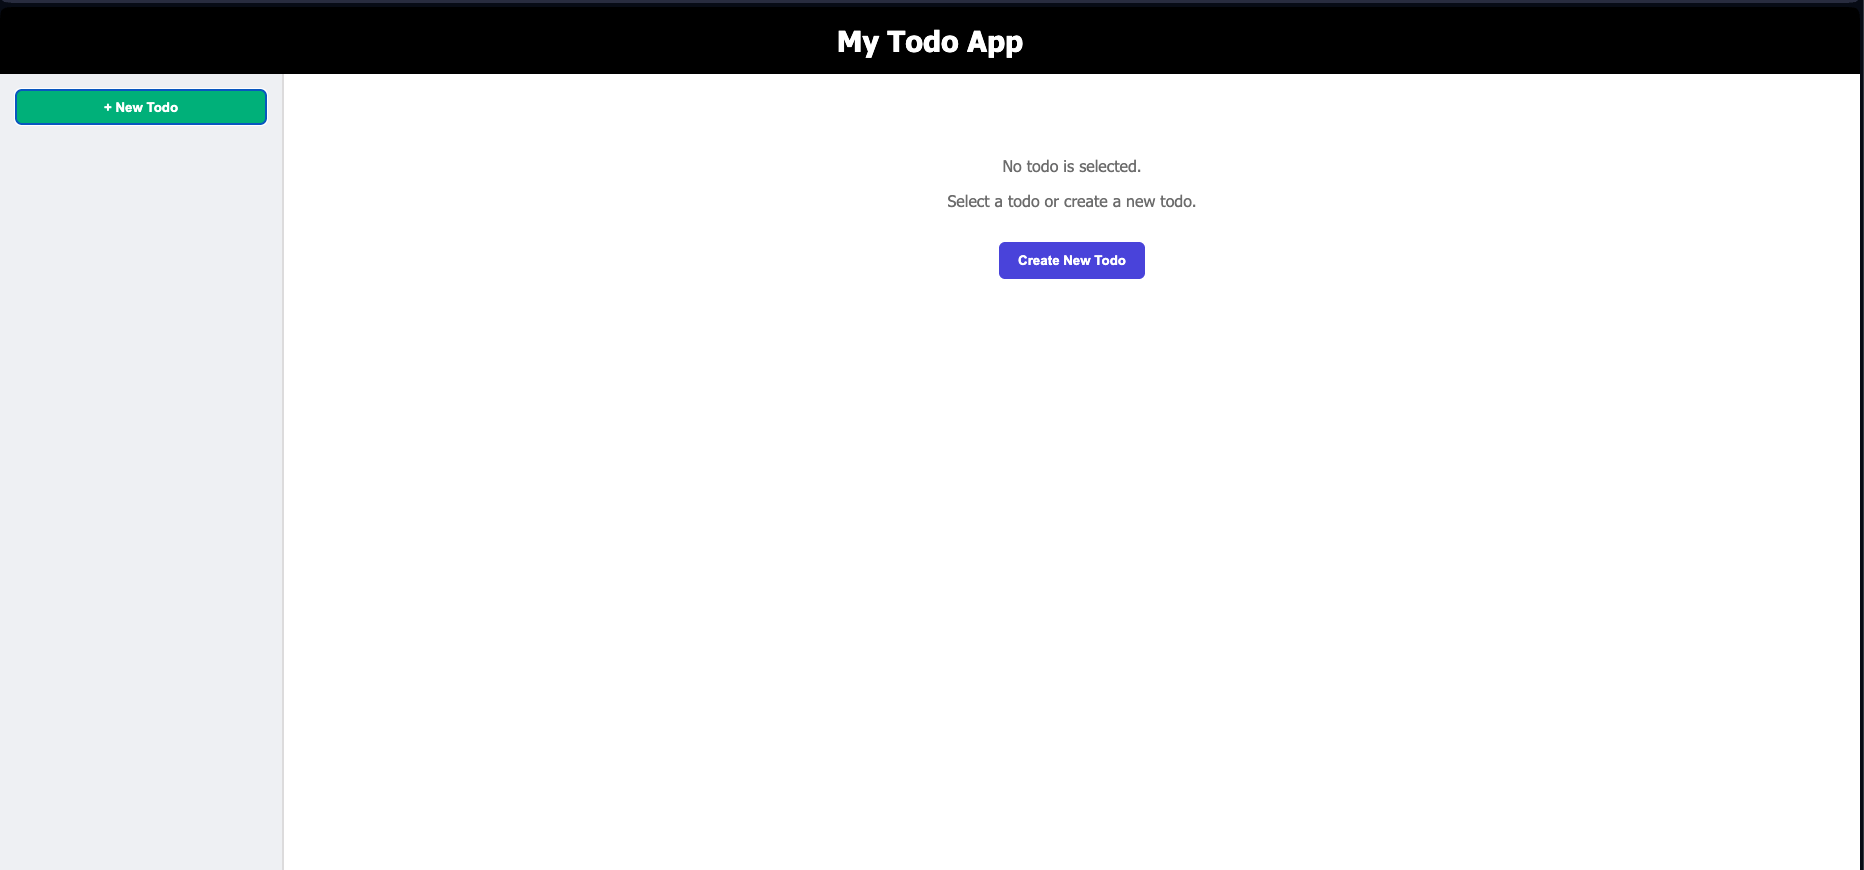 My Todo App
+ New Todo
No todo is selected.
Select a todo or create a new todo.
Create New Todo